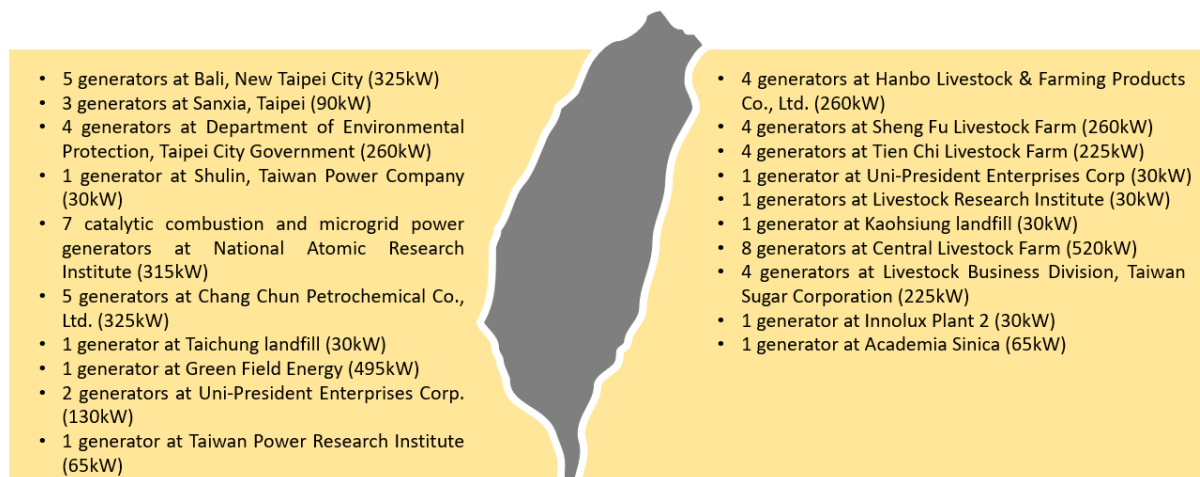 • 5 generators at Bali, New Taipei City (325kW)
• 3 generators at Sanxia, Taipei (90kW)
• 4 generators at Department of Environmental
Protection, Taipei City Government (260kW)
• 1 generator at Shulin, Taiwan Power Company
(30kW)
• 7 catalytic combustion and microgrid power
generators at National Atomic Research
Institute (315kW)
• 5 generators at Chang Chun Petrochemical Co.,
Ltd. (325kW)
• 1 generator at Taichung landfill (30kW)
• 1 generator at Green Field Energy (495kW)
• 2 generators at Uni-President Enterprises Corp.
(130kW)
• 1 generator at Taiwan Power Research Institute
(65kW)
• 4 generators at Hanbo Livestock & Farming Products
Co., Ltd. (260kW)
• 4 generators at Sheng Fu Livestock Farm (260kW)
• 4 generators at Tien Chi Livestock Farm (225kW)
• 1 generator at Uni-President Enterprises Corp (30kW)
• 1 generator at Livestock Research Institute (30kW)
• 1 generator at Kaohsiung landfill (30kW)
• 8 generators at Central Livestock Farm (520kW)
• 4 generators at Livestock Business Division, Taiwan
Sugar Corporation (225kW)
• 1 generator at Innolux Plant 2 (30kW)
• 1 generator at Academia Sinica (65kW)